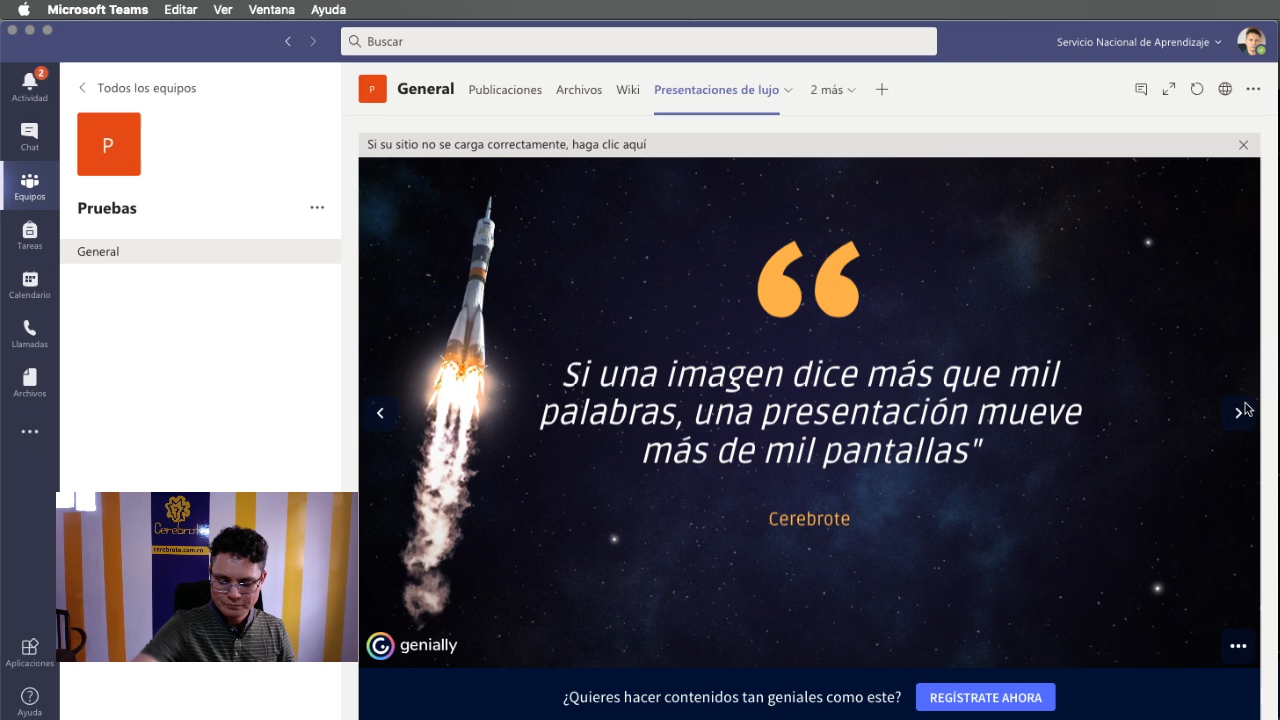 Microsoft Teams Editar Ver Ventana Ayuda
Buscar
Servicio Nacional de Aprendizaje
2
Actividad
Chat
Equipos
Tareas
Calendario
Llamadas
Archivos
Aplicaciones
Ayuda
Todos los equipos
P
Pruebas
General
P
General Publicaciones Archivos Wiki Presentaciones de lujo 2 más
Si su sitio no se carga correctamente, haga clic aquí
“
Si una imagen dice más que mil
palabras, una presentación mueve
más de mil pantallas"
Cerebrote
genially
¿Quieres hacer contenidos tan geniales como este? REGÍSTRATE AHORA
Cerebrote
cerebrote.com.co